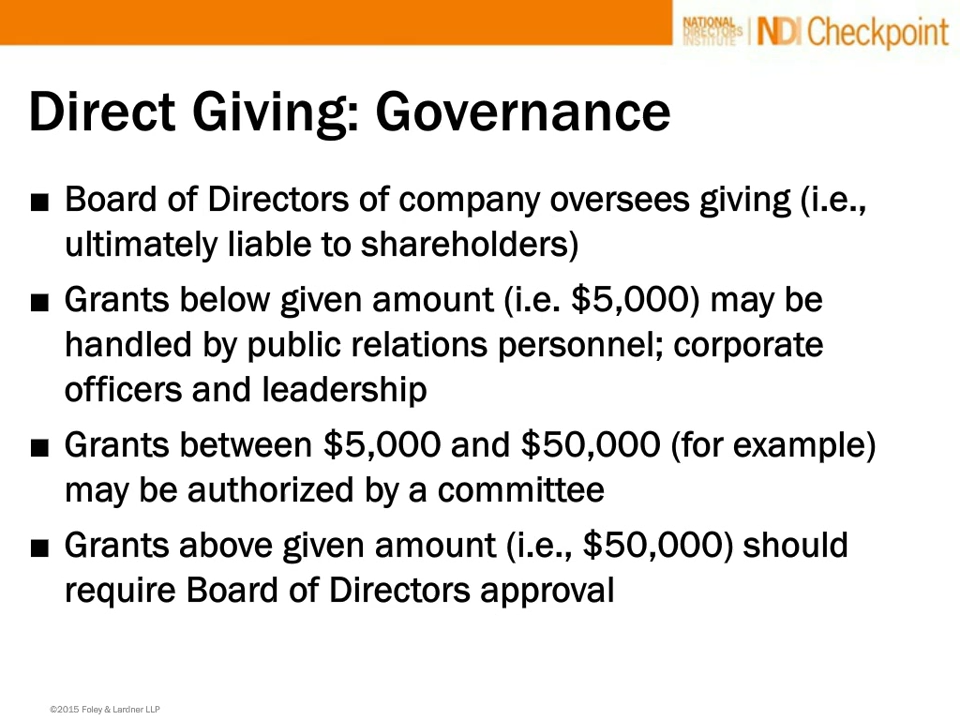 NATIONAL DIRECTORS INSTITUTE | NDI Checkpoint
Direct Giving: Governance
■ Board of Directors of company oversees giving (i.e.,
ultimately liable to shareholders)
■ Grants below given amount (i.e. $5,000) may be
handled by public relations personnel; corporate
officers and leadership
■ Grants between $5,000 and $50,000 (for example)
may be authorized by a committee
■ Grants above given amount (i.e., $50,000) should
require Board of Directors approval
©2015 Foley & Lardner LLP